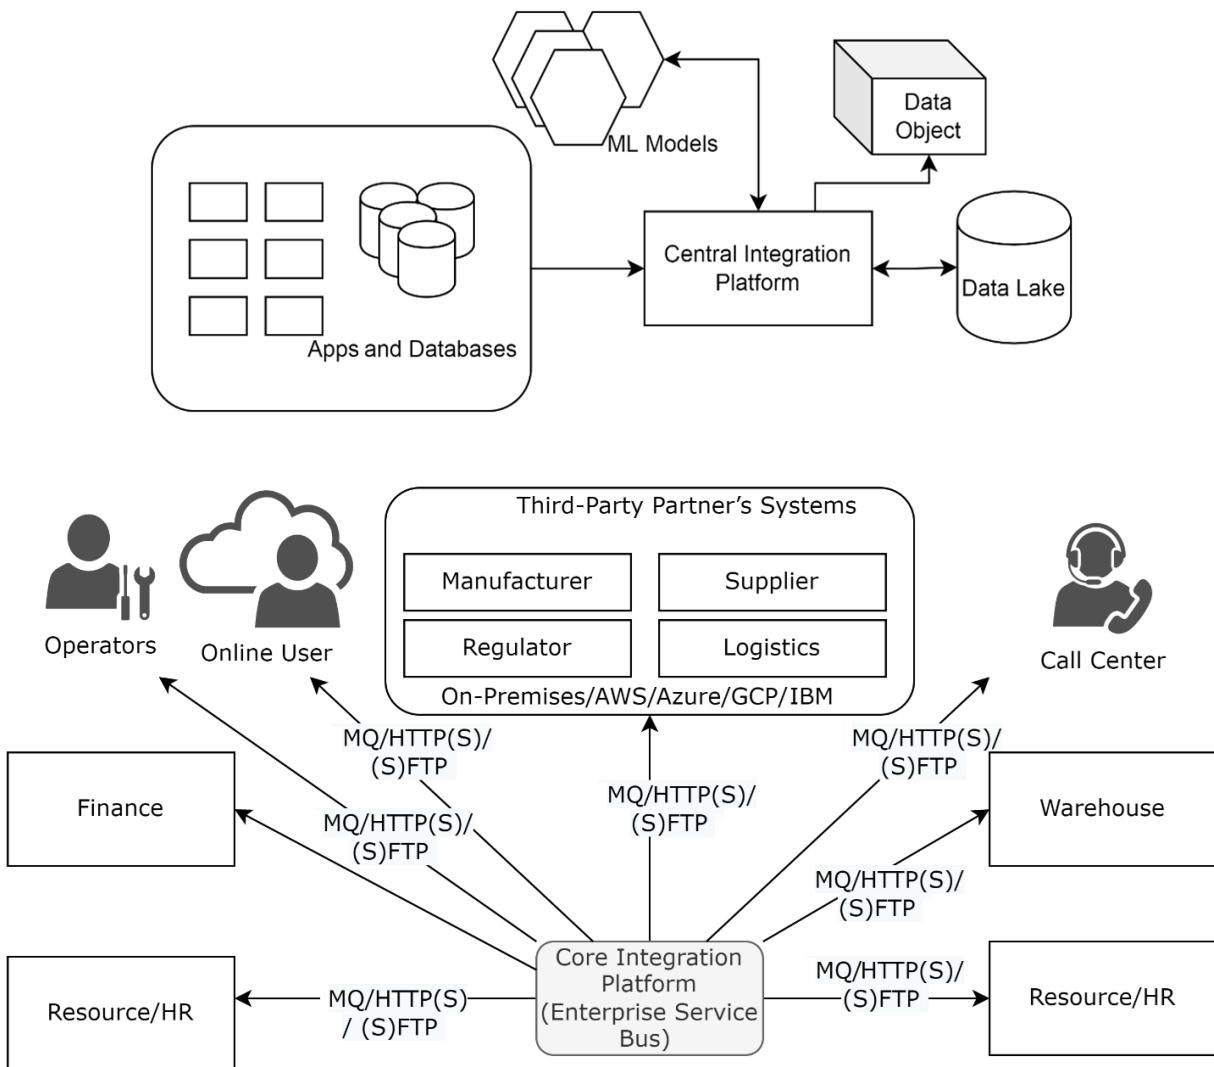 ML Models
Data
Object
Central Integration
Platform
Data Lake
Apps and Databases
Third-Party Partner’s Systems
Manufacturer
Supplier
Regulator
Logistics
On-Premises/AWS/Azure/GCP/IBM
Operators
Online User
Call Center
MQ/HTTP(S)/
(S)FTP
MQ/HTTP(S)/
(S)FTP
MQ/HTTP(S)/
(S)FTP
MQ/HTTP(S)/
(S)FTP
Finance
Warehouse
MQ/HTTP(S)/
(S)FTP
Core Integration
Platform
(Enterprise Service
Bus)
Resource/HR
MQ/HTTP(S)
/ (S)FTP
MQ/HTTP(S)/
(S)FTP
Resource/HR